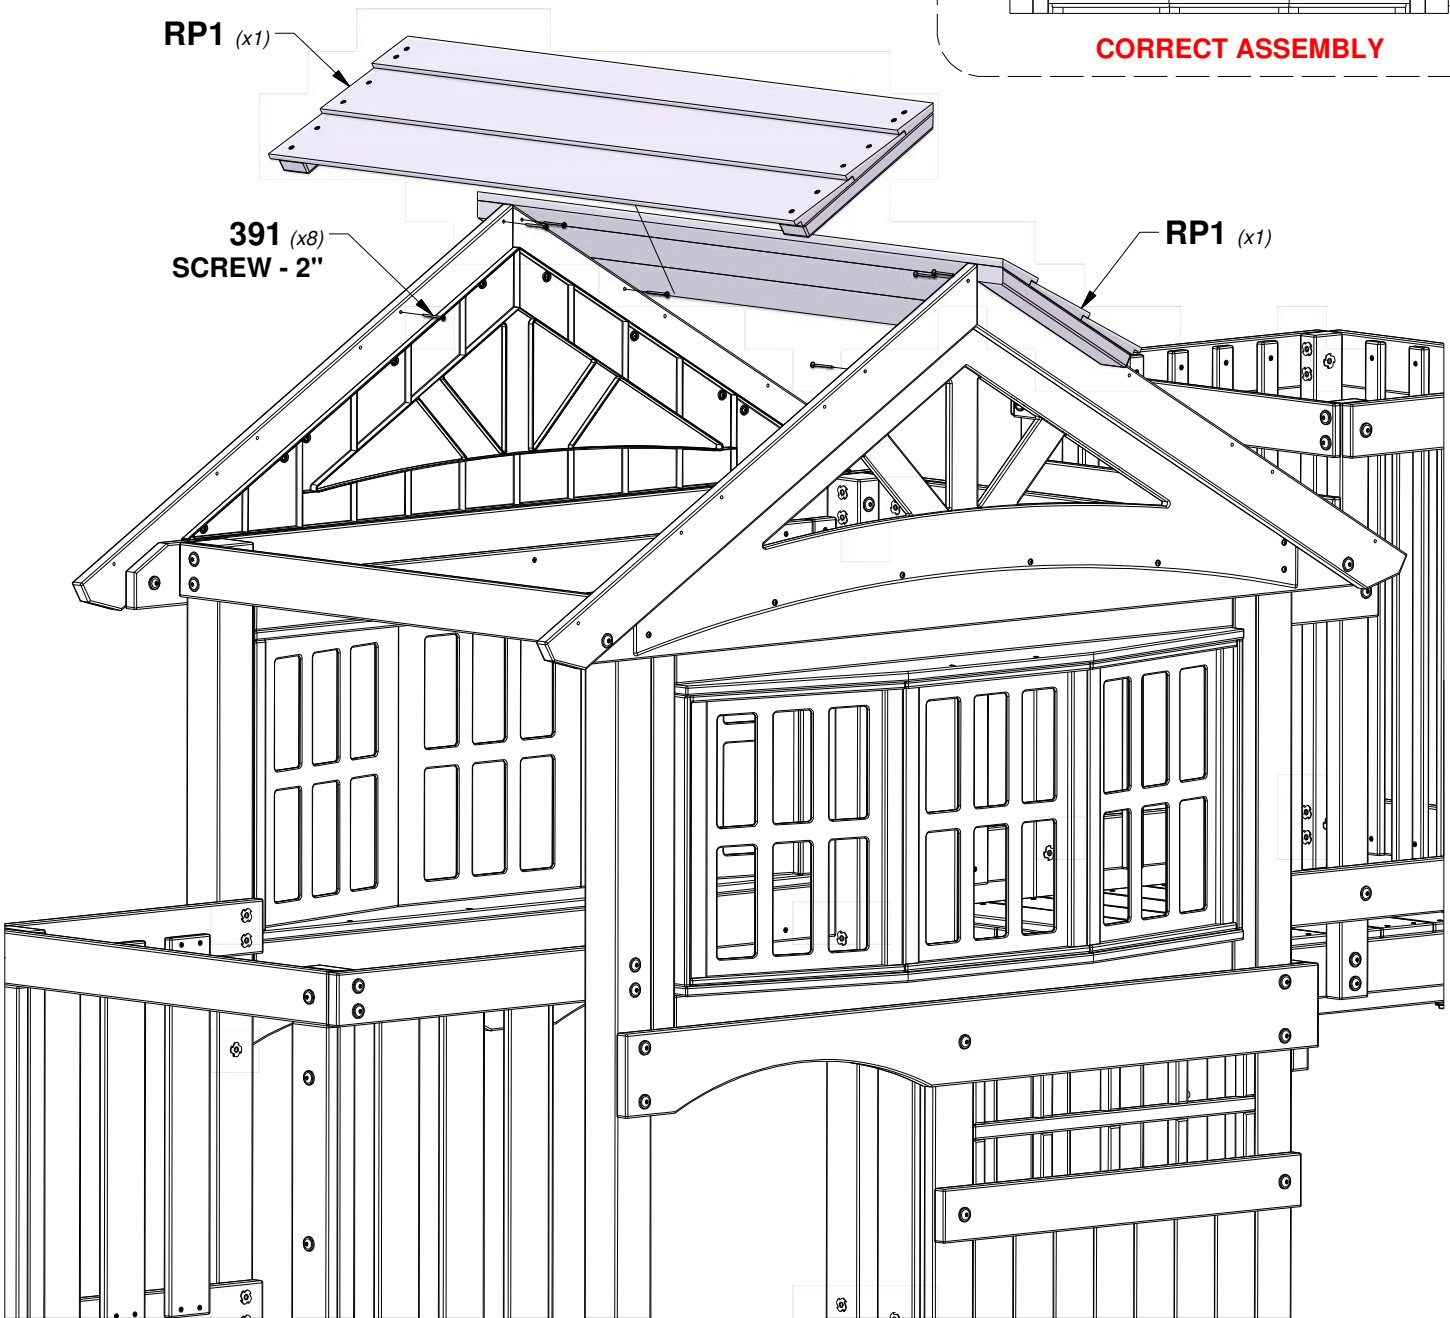 RP1 (x1)
CORRECT ASSEMBLY
391 (x8)
SCREW - 2"
RP1 (x1)